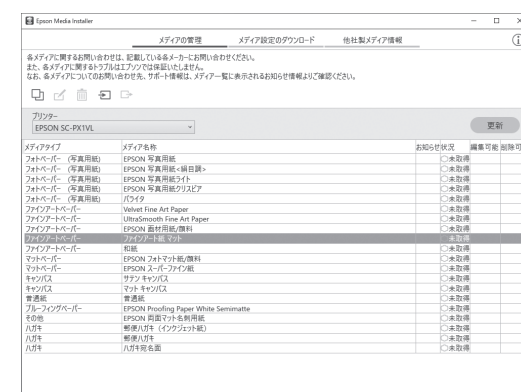 Epson Media Installer
メディアの管理 メディア設定のダウンロード 他社製メディア情報
各メディアに関するお問い合わせは、記載している各メーカーにお問い合わせください。
また、各メディアに関するトラブルはエプソンでは保証いたしません。
なお、各メディアについてのお問い合わせ先、サポート情報は、メディア一覧に表示されるお知らせ情報よりご確認ください。
プリンター
EPSON SC-PX1VL 更新
メディアタイプ メディア名称 お知らせ 状況 編集可能 削除可
フォトペーパー （写真用紙） EPSON 写真用紙 〇未取得
フォトペーパー （写真用紙） EPSON 写真用紙<絹目調> 〇未取得
フォトペーパー （写真用紙） EPSON 写真用紙ライト 〇未取得
フォトペーパー （写真用紙） EPSON 写真用紙クリスピア 〇未取得
フォトペーパー （写真用紙） バライタ 〇未取得
ファインアートペーパー Velvet Fine Art Paper 〇未取得
ファインアートペーパー UltraSmooth Fine Art Paper 〇未取得
ファインアートペーパー EPSON 画材用紙/顔料 〇未取得
ファインアートペーパー ファインアート紙 マット 〇未取得
ファインアートペーパー 和紙 〇未取得
マットペーパー EPSON フォトマット紙/顔料 〇未取得
マットペーパー EPSON スーパーファイン紙 〇未取得
キャンバス サテン キャンバス 〇未取得
キャンバス マット キャンバス 〇未取得
普通紙 普通紙 〇未取得
プルーフィングペーパー EPSON Proofing Paper White Semimatte 〇未取得
その他 EPSON 両面マット名刺用紙 〇未取得
ハガキ 郵便ハガキ（インクジェット紙） 〇未取得
ハガキ 郵便ハガキ 〇未取得
ハガキ ハガキ宛名面 〇未取得